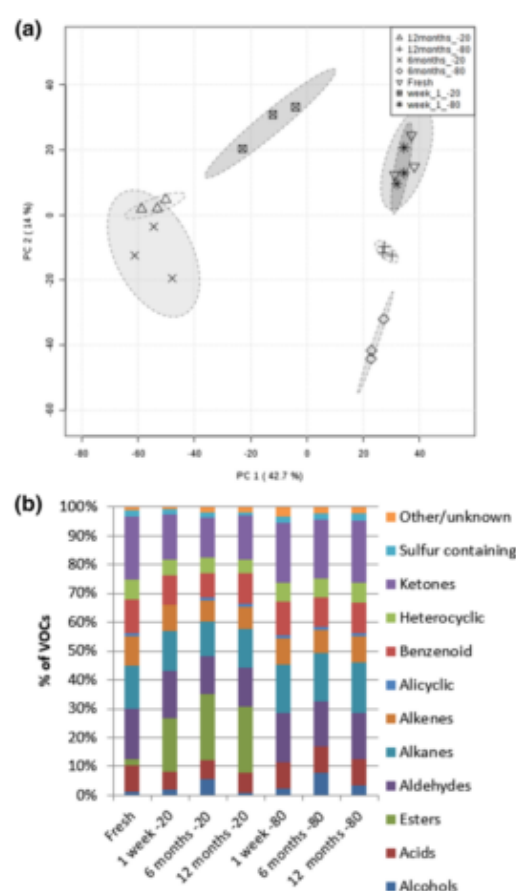 (a)
12months_-20
12months_-80
6months_-20
6months_-80
Fresh
week_1_-20
week_1_-80
40
20
0
-20
-40
-60
PC 2 ( 14 %)
-80
-60
-40
-20
0
20
40
PC 1 ( 42.7 %)
(b)
100%
90%
80%
70%
60%
50%
40%
30%
20%
10%
0%
% of VOCs
Fresh
1 week -20
6 months -20
12 months -20
1 week -80
6 months -80
12 months -80
Other/unknown
Sulfur containing
Ketones
Heterocyclic
Benzenoid
Alicyclic
Alkenes
Alkanes
Aldehydes
Esters
Acids
Alcohols